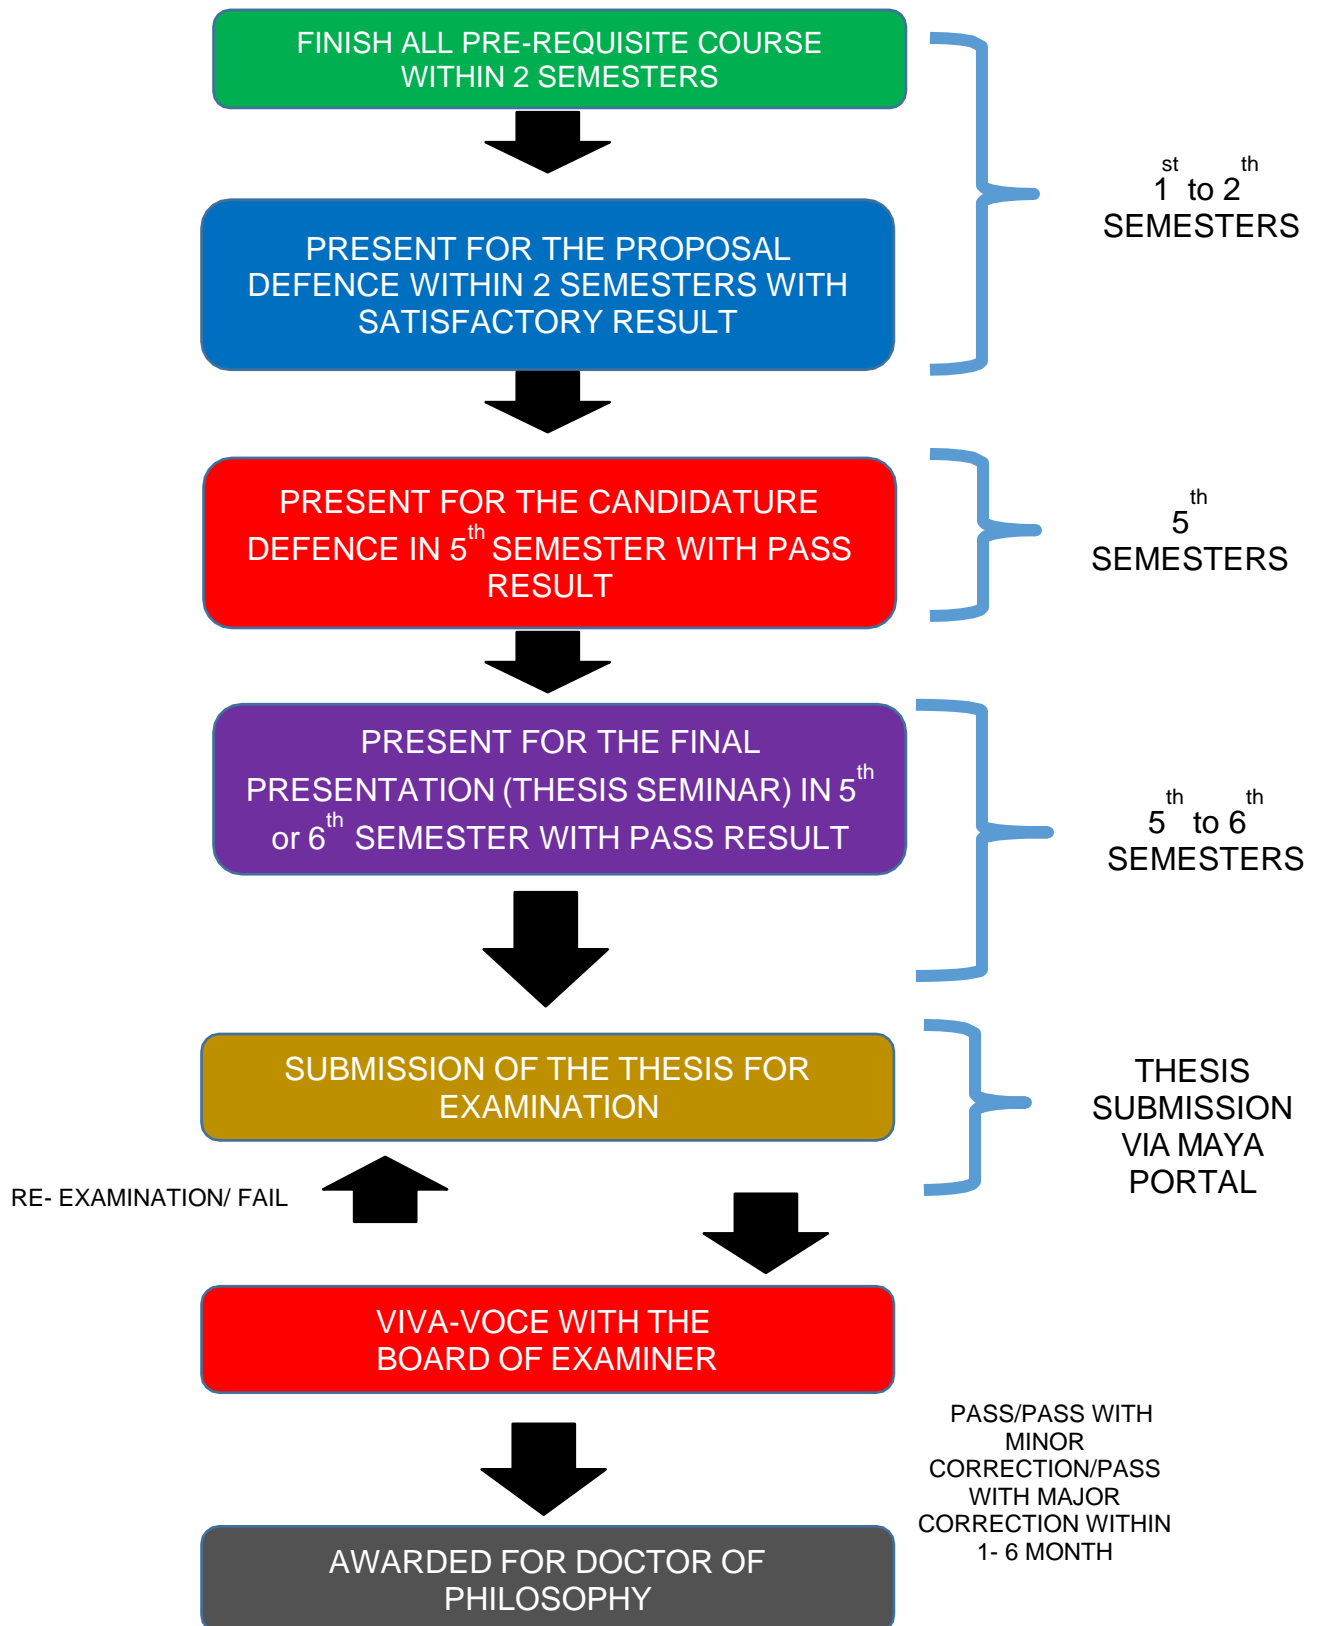 FINISH ALL PRE-REQUISITE COURSE
WITHIN 2 SEMESTERS
1st to 2th
SEMESTERS
PRESENT FOR THE PROPOSAL
DEFENCE WITHIN 2 SEMESTERS WITH
SATISFACTORY RESULT
PRESENT FOR THE CANDIDATURE
DEFENCE IN 5th SEMESTER WITH PASS
RESULT
5th
SEMESTERS
PRESENT FOR THE FINAL
PRESENTATION (THESIS SEMINAR) IN 5th
or 6th SEMESTER WITH PASS RESULT
5th to 6th
SEMESTERS
SUBMISSION OF THE THESIS FOR
EXAMINATION
THESIS
SUBMISSION
VIA MAYA
PORTAL
RE- EXAMINATION/ FAIL
VIVA-VOCE WITH THE
BOARD OF EXAMINER
PASS/PASS WITH
MINOR
CORRECTION/PASS
WITH MAJOR
CORRECTION WITHIN
1- 6 MONTH
AWARDED FOR DOCTOR OF
PHILOSOPHY